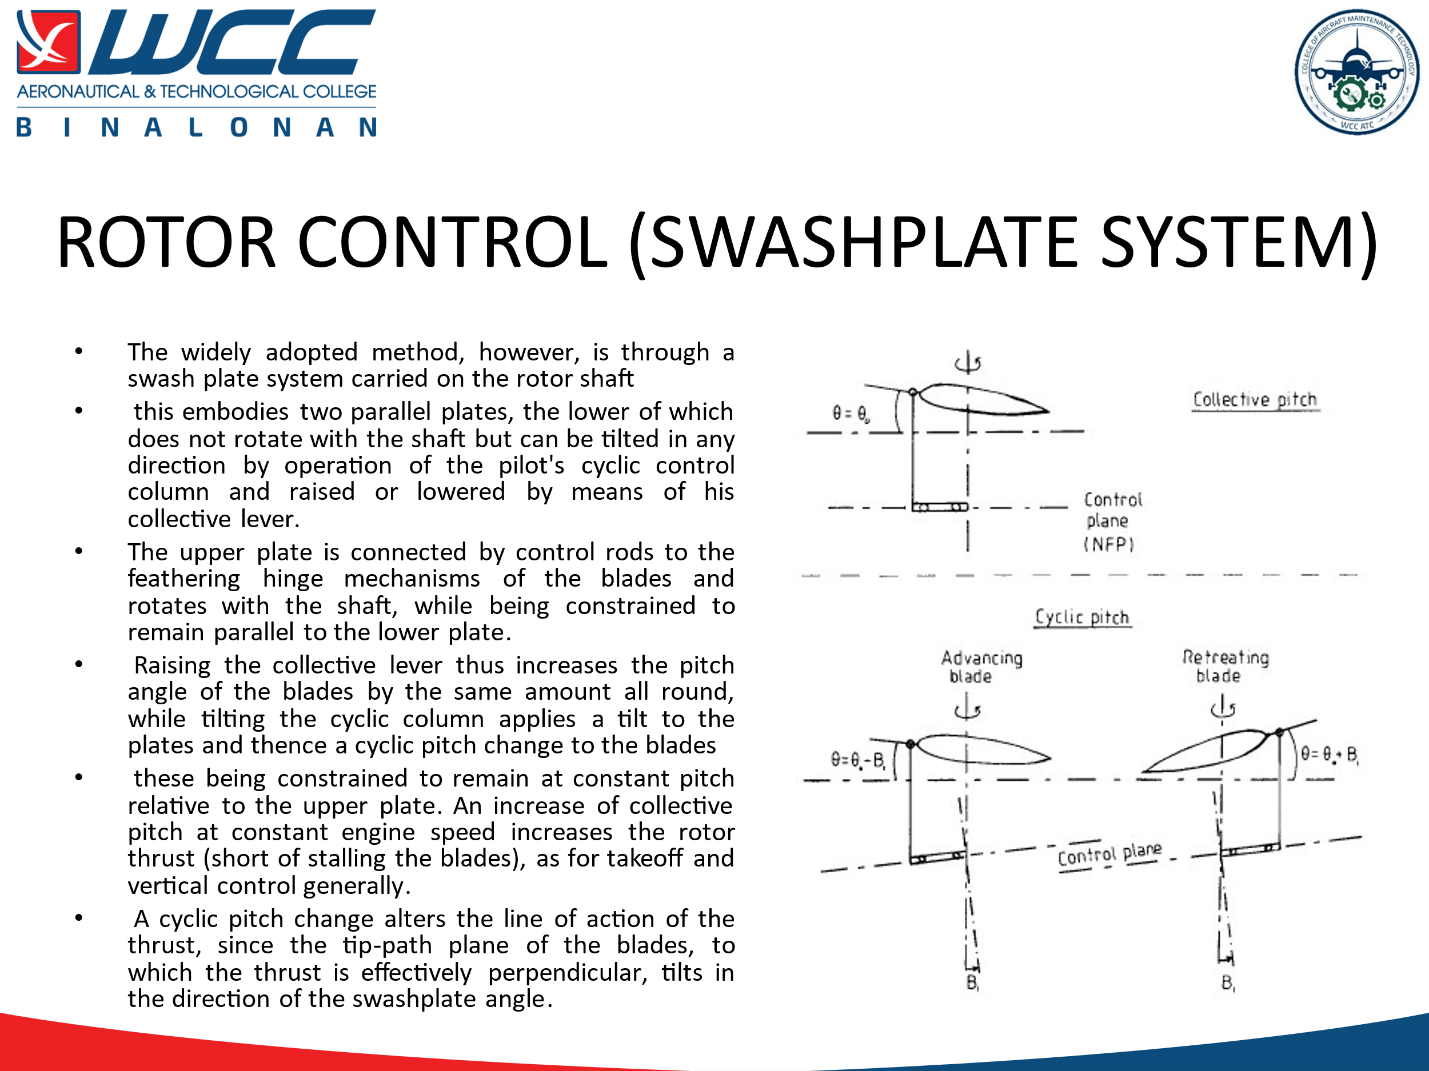 WCC
AERONAUTICAL & TECHNOLOGICAL COLLEGE
BINALONAN
COLLEGE OF AIRCRAFT MAINTENANCE TECHNOLOGY
WCC ATC
ROTOR CONTROL (SWASHPLATE SYSTEM)
• The widely adopted method, however, is through a
swash plate system carried on the rotor shaft
• this embodies two parallel plates, the lower of which
does not rotate with the shaft but can be tilted in any
direction by operation of the pilot's cyclic control
column and raised or lowered by means of his
collective lever.
• The upper plate is connected by control rods to the
feathering hinge mechanisms of the blades and
rotates with the shaft, while being constrained to
remain parallel to the lower plate.
• Raising the collective lever thus increases the pitch
angle of the blades by the same amount all round,
while tilting the cyclic column applies a tilt to the
plates and thence a cyclic pitch change to the blades
• these being constrained to remain at constant pitch
relative to the upper plate. An increase of collective
pitch at constant engine speed increases the rotor
thrust (short of stalling the blades), as for takeoff and
vertical control generally.
• A cyclic pitch change alters the line of action of the
thrust, since the tip-path plane of the blades, to
which the thrust is effectively perpendicular, tilts in
the direction of the swashplate angle.
Collective pitch
θ = θ₀
Control
plane
(NFP)
Cyclic pitch
Advancing
blade
Retreating
blade
θ=θ₀-B₁
θ=θ₀+B₁
Control plane
B₁
B₁